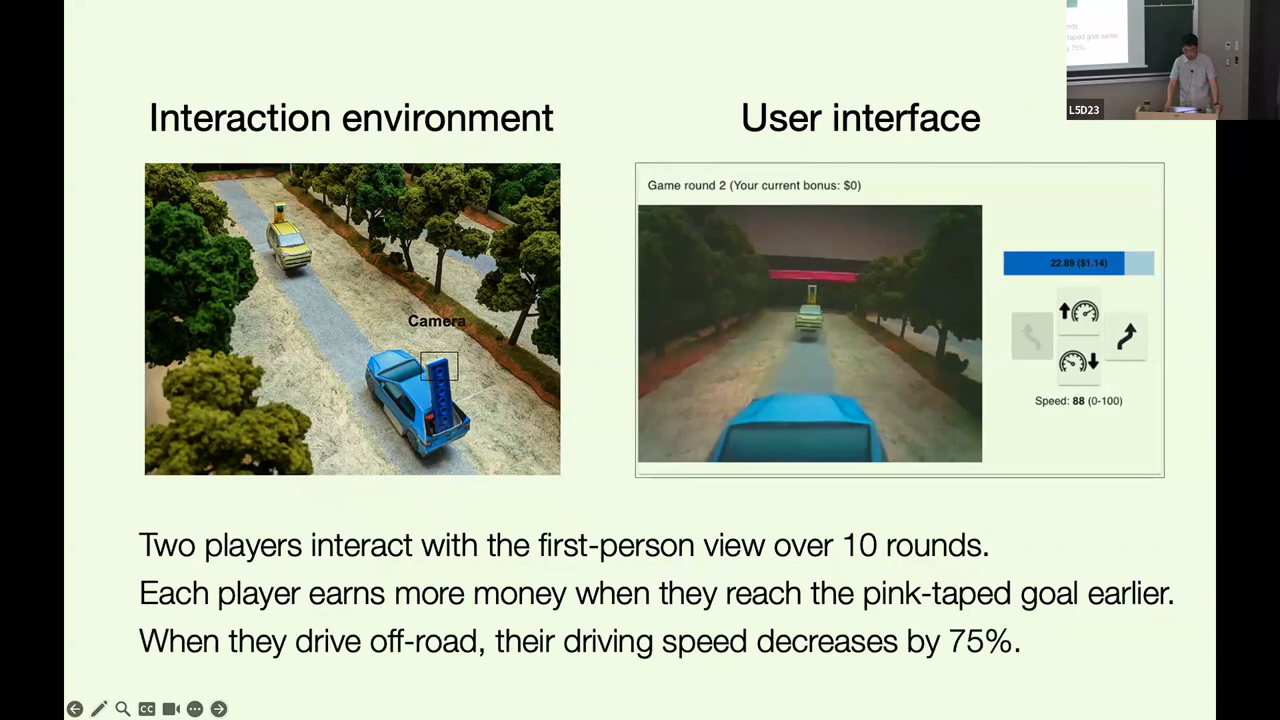 Interaction environment
User interface
L5D23
Game round 2 (Your current bonus: $0)
Camera
22.89 ($1.14)
Speed: 88 (0-100)
Two players interact with the first-person view over 10 rounds.
Each player earns more money when they reach the pink-taped goal earlier.
When they drive off-road, their driving speed decreases by 75%.
CC